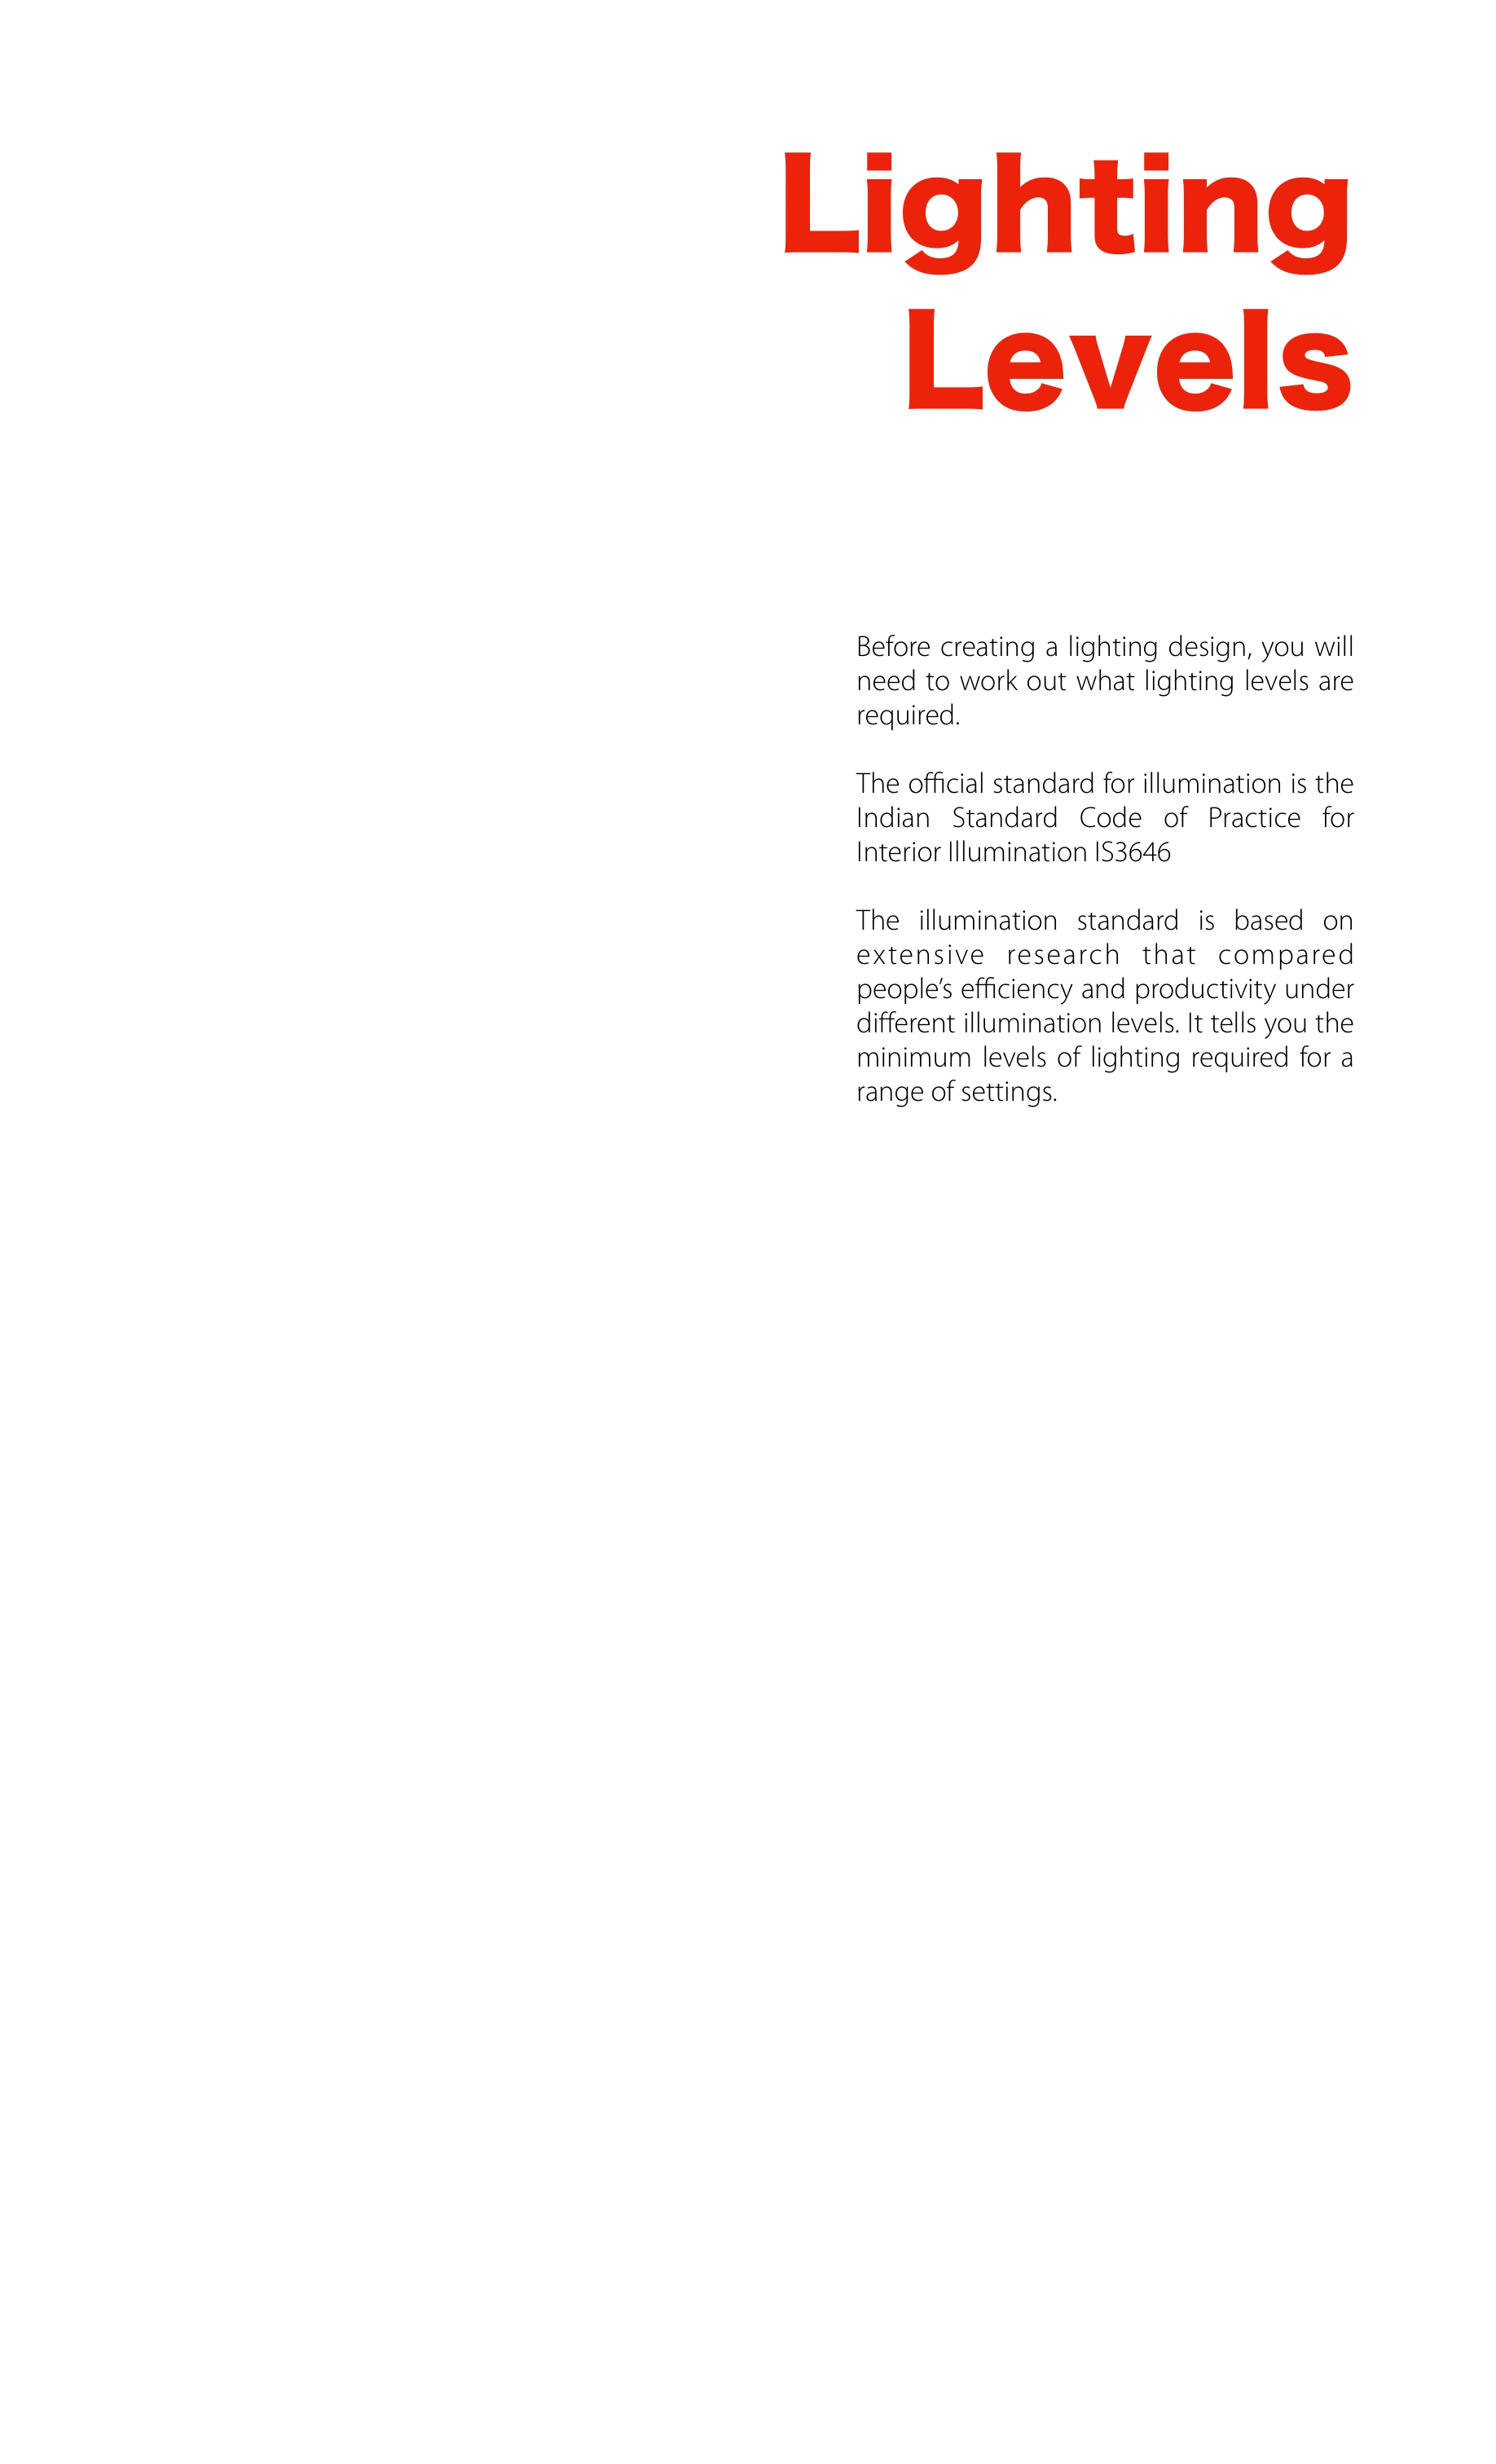 Lighting
Levels
Before creating a lighting design, you will
need to work out what lighting levels are
required.
The official standard for illumination is the
Indian Standard Code of Practice for
Interior Illumination IS3646
The illumination standard is based on
extensive research that compared
people’s efficiency and productivity under
different illumination levels. It tells you the
minimum levels of lighting required for a
range of settings.